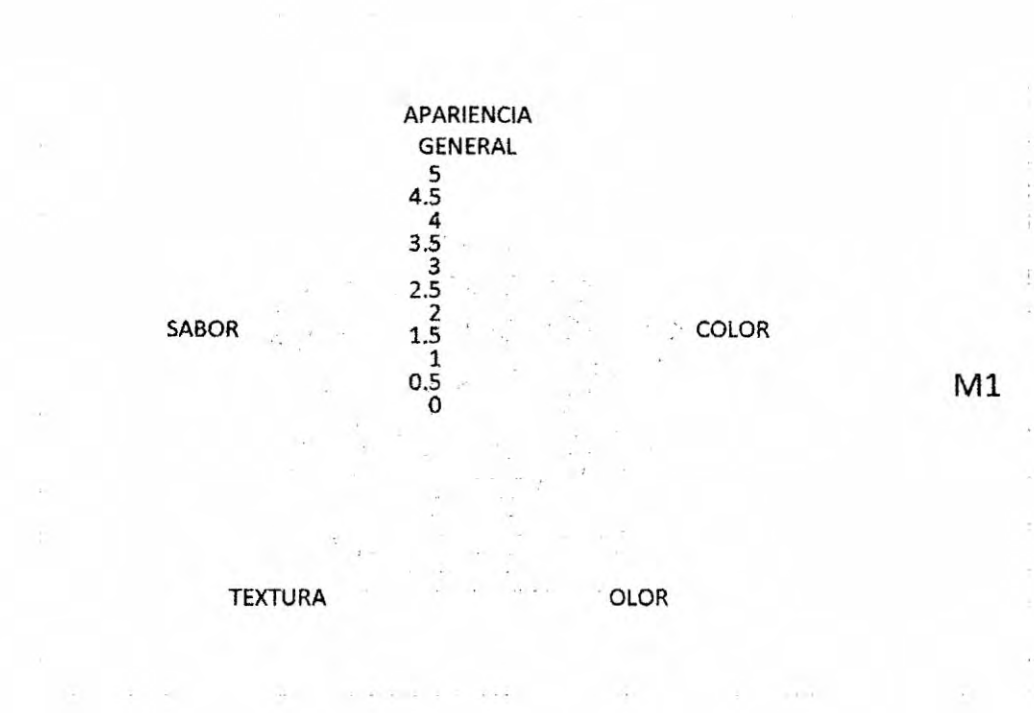 APARIENCIA
GENERAL
5
4.5
4
3.5
3
2.5
2
1.5
1
0.5
0
SABOR
COLOR
M1
TEXTURA
OLOR